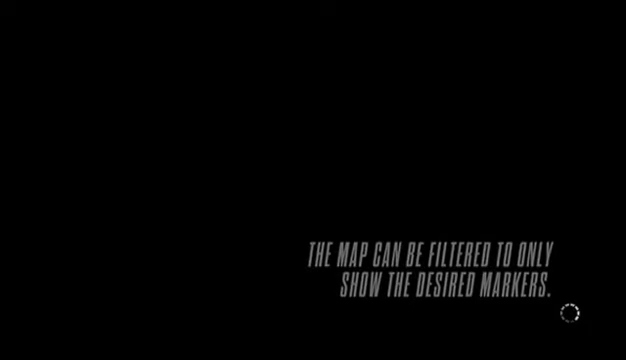 THE MAP CAN BE FILTERED TO ONLY
SHOW THE DESIRED MARKERS.